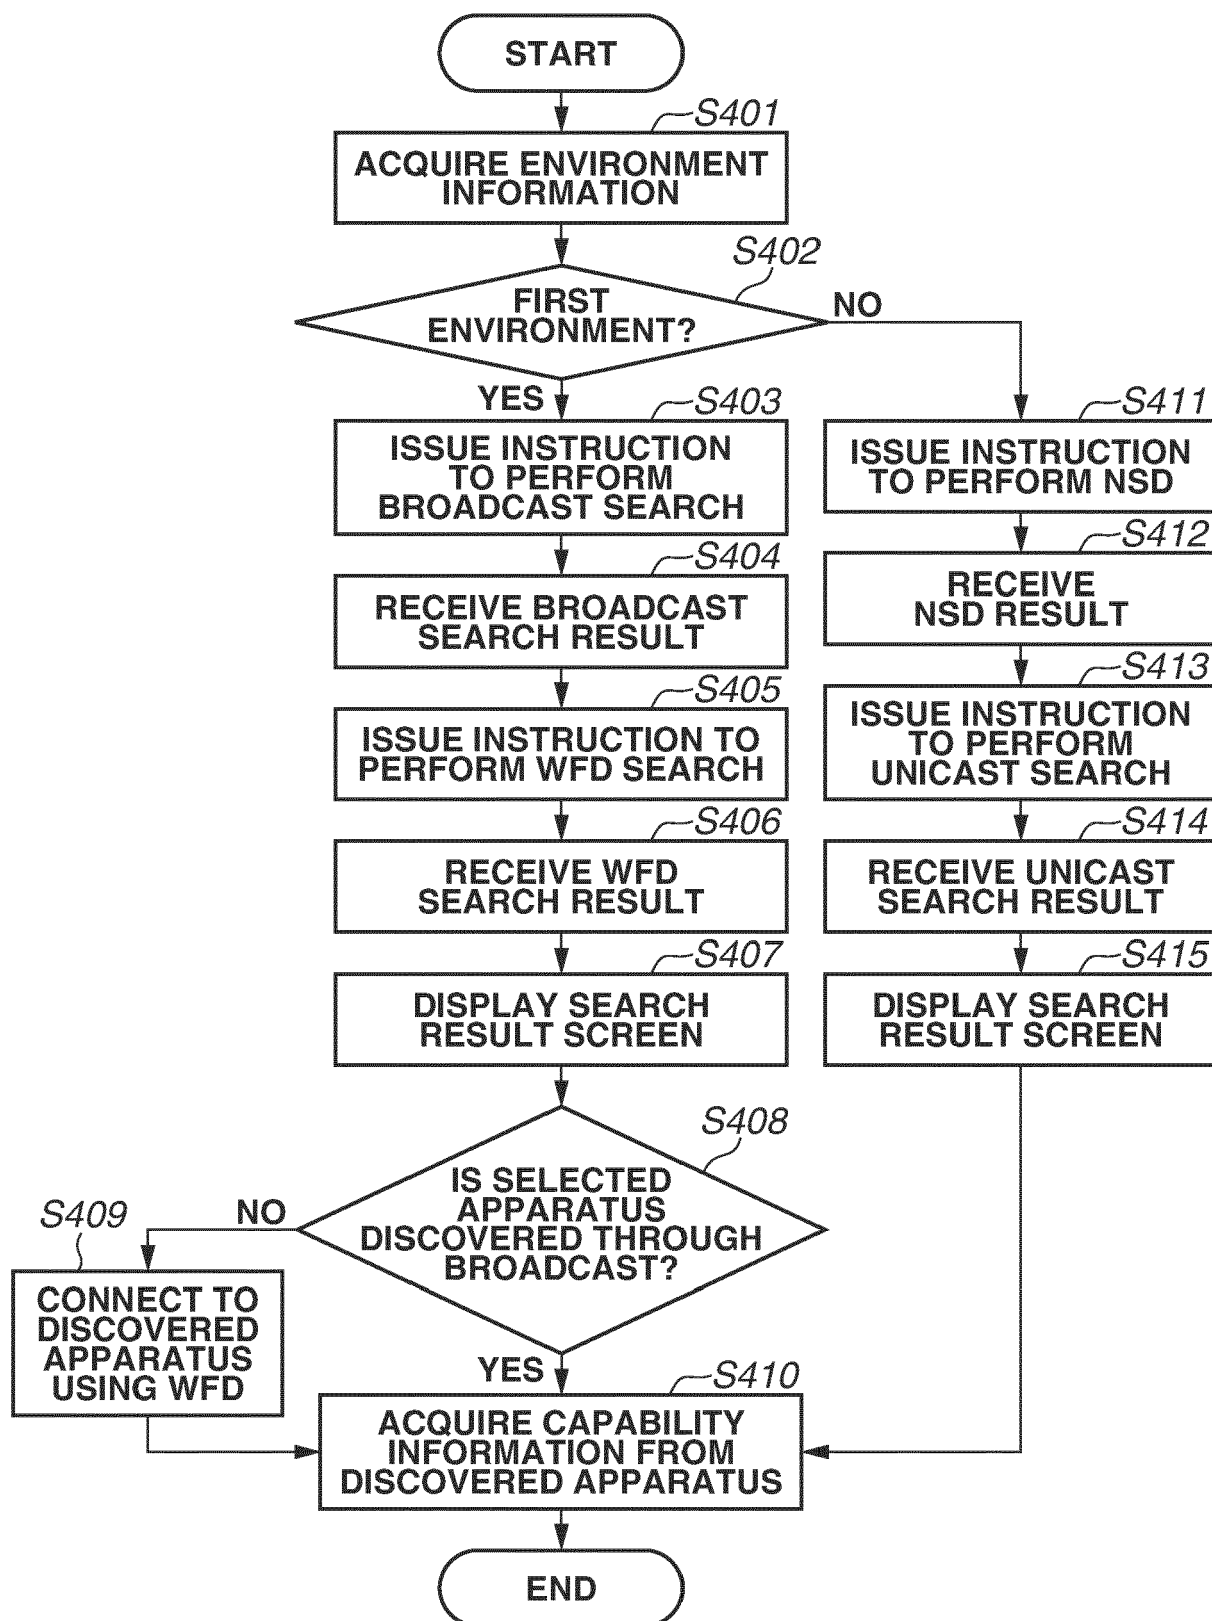 START
S401
ACQUIRE ENVIRONMENT
INFORMATION
S402
FIRST
ENVIRONMENT?
NO
YES
S403
ISSUE INSTRUCTION
TO PERFORM
BROADCAST SEARCH
S404
RECEIVE BROADCAST
SEARCH RESULT
S405
ISSUE INSTRUCTION TO
PERFORM WFD SEARCH
S406
RECEIVE WFD
SEARCH RESULT
S407
DISPLAY SEARCH
RESULT SCREEN
S411
ISSUE INSTRUCTION
TO PERFORM NSD
S412
RECEIVE
NSD RESULT
S413
ISSUE INSTRUCTION
TO PERFORM
UNICAST SEARCH
S414
RECEIVE UNICAST
SEARCH RESULT
S415
DISPLAY SEARCH
RESULT SCREEN
S408
IS SELECTED
APPARATUS
DISCOVERED THROUGH
BROADCAST?
NO
S409
CONNECT TO
DISCOVERED
APPARATUS
USING WFD
YES
S410
ACQUIRE CAPABILITY
INFORMATION FROM
DISCOVERED APPARATUS
END